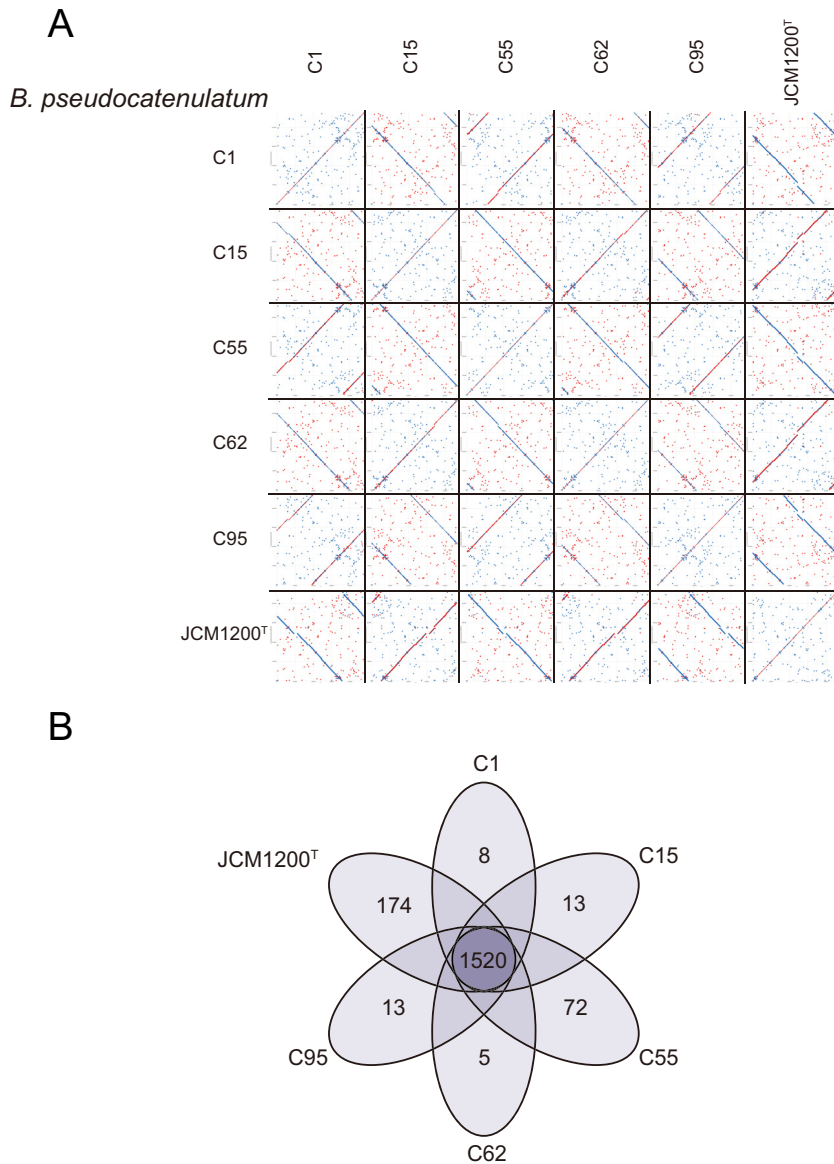 A
C1 C15 C55 C62 C95 JCM1200ᵀ
B. pseudocatenulatum
C1
C15
C55
C62
C95
JCM1200ᵀ
B
C1
JCM1200ᵀ
C15
8
174
13
1520
13
72
5
C95
C55
C62